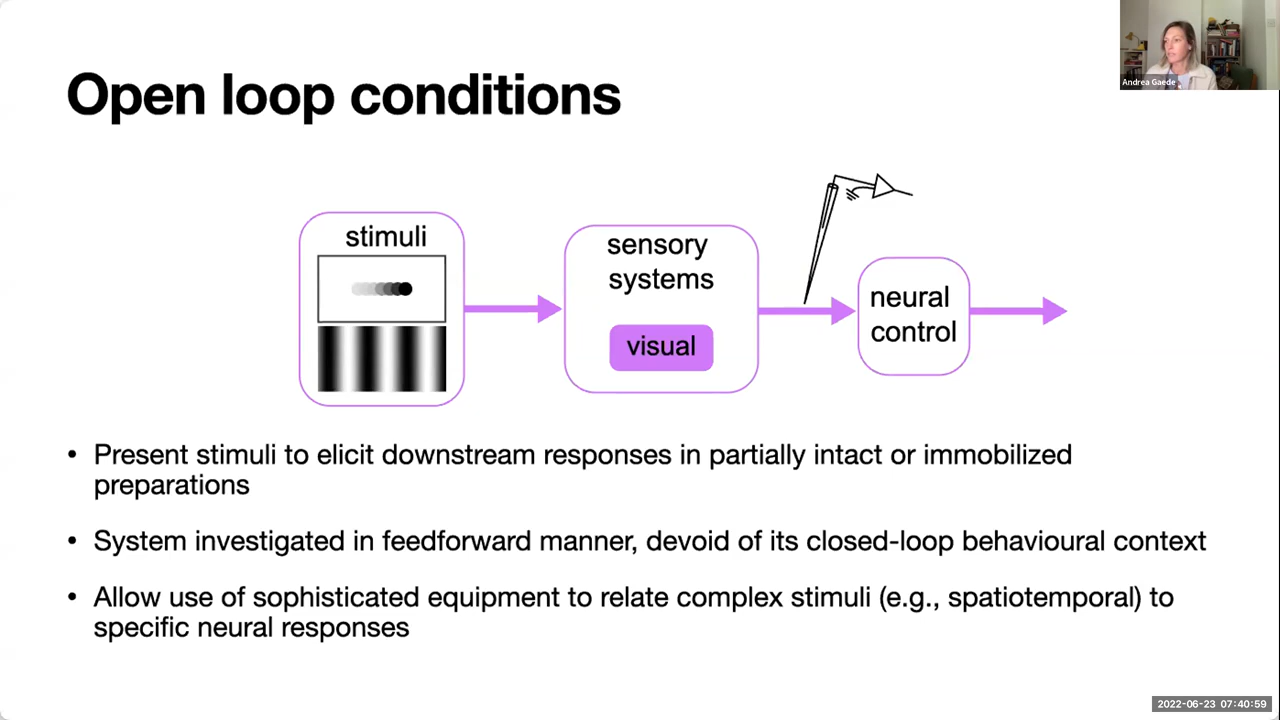 Andrea Gaede
Open loop conditions
stimuli
sensory
systems
visual
neural
control
• Present stimuli to elicit downstream responses in partially intact or immobilized
preparations
• System investigated in feedforward manner, devoid of its closed-loop behavioural context
• Allow use of sophisticated equipment to relate complex stimuli (e.g., spatiotemporal) to
specific neural responses
2022-06-23 07:40:59